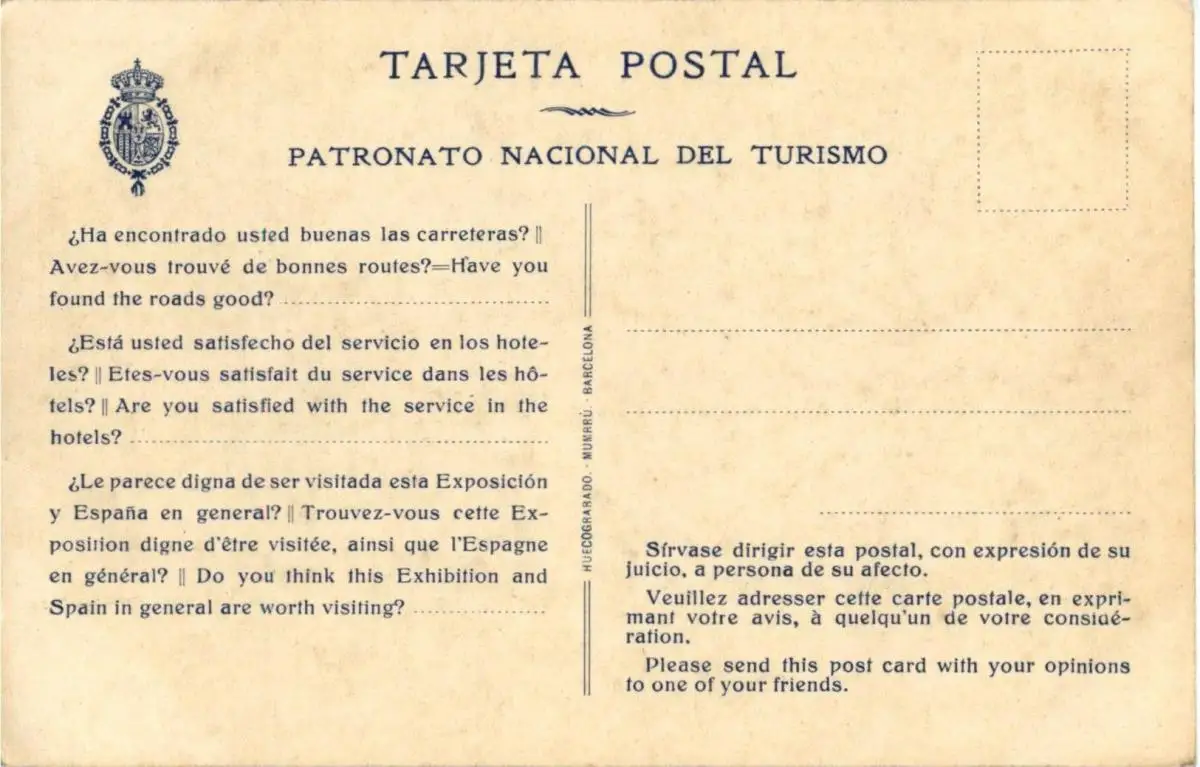 TARJETA POSTAL
PATRONATO NACIONAL DEL TURISMO
¿Ha encontrado usted buenas las carreteras? ||
Avez-vous trouvé de bonnes routes?=Have you
found the roads good?
¿Está usted satisfecho del servicio en los hote-
les? || Etes-vous satisfait du service dans les hô-
tels? || Are you satisfied with the service in the
hotels?
¿Le parece digna de ser visitada esta Exposición
y España en general? || Trouvez-vous cette Ex-
position digne d'être visitée, ainsi que l'Espagne
en général? || Do you think this Exhibition and
Spain in general are worth visiting?
HUECOGRABADO. - MUMBRÚ. - BARCELONA
Sírvase dirigir esta postal, con expresión de su
juicio, a persona de su afecto.
Veuillez adresser cette carte postale, en expri-
mant votre avis, à quelqu'un de votre considé-
ration.
Please send this post card with your opinions
to one of your friends.